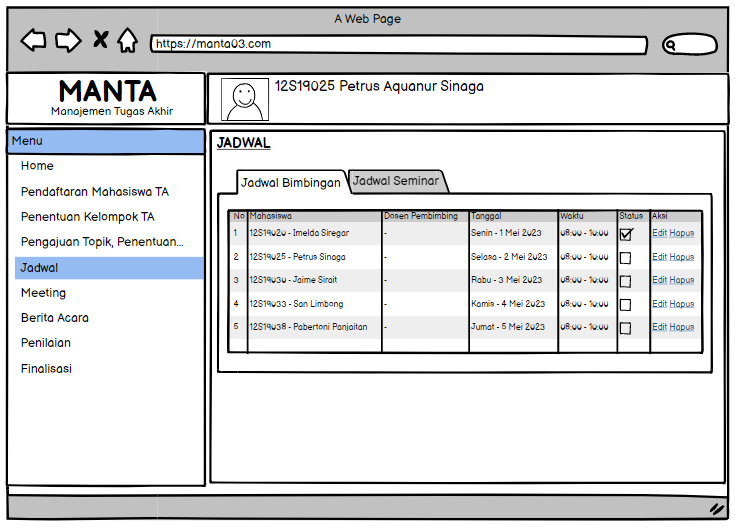 A Web Page
https://manta03.com
MANTA
Manajemen Tugas Akhir
12S19025 Petrus Aquanur Sinaga
Menu
Home
Pendaftaran Mahasiswa TA
Penentuan Kelompok TA
Pengajuan Topik, Penentuan...
Jadwal
Meeting
Berita Acara
Penilaian
Finalisasi
JADWAL
Jadwal Bimbingan Jadwal Seminar
No Mahasiswa Dosen Pembimbing Tanggal Waktu Status Aksi
1 12S19020 - Imelda Siregar - Senin - 1 Mei 2023 08:00 - 10:00 Edit Hapus
2 12S19025 - Petrus Sinaga - Selasa - 2 Mei 2023 08:00 - 10:00 Edit Hapus
3 12S19030 - Jaime Sirait - Rabu - 3 Mei 2023 08:00 - 10:00 Edit Hapus
4 12S19033 - San Limbong - Kamis - 4 Mei 2023 08:00 - 10:00 Edit Hapus
5 12S19038 - Pabertoni Panjaitan - Jumat - 5 Mei 2023 08:00 - 10:00 Edit Hapus